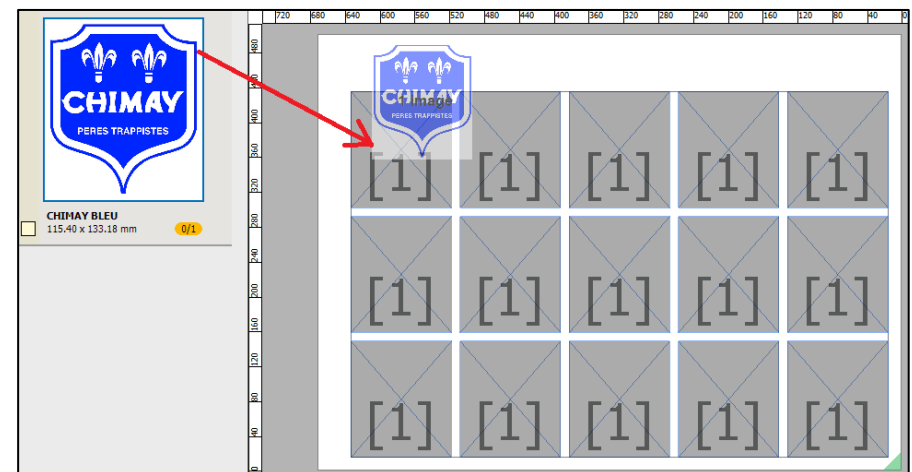 720 680 640 600 560 520 480 440 400 360 320 280 240 200 160 120 80 40 0
CHIMAY
PERES TRAPPISTES
CHIMAY BLEU
115.40 x 133.18 mm 0/1
480
400
360
320
280
240
200
160
120
80
40
0
CHIMAY
1 image
PERES TRAPPISTES
[1] [1] [1] [1] [1]
[1] [1] [1] [1] [1]
[1] [1] [1] [1] [1]